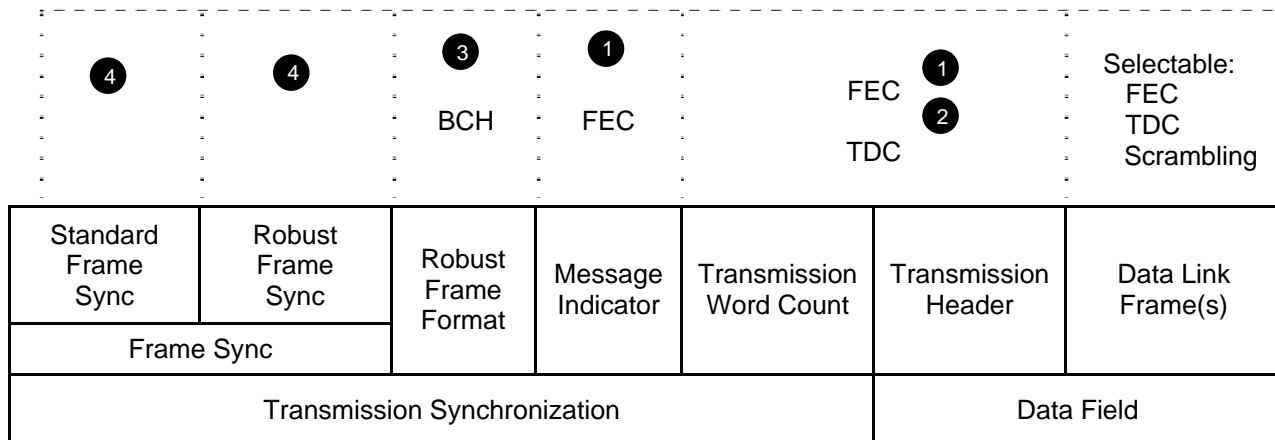 4
4
3
BCH
1
FEC
FEC
1
2
TDC
Selectable:
FEC
TDC
Scrambling
Standard
Frame
Sync
Robust
Frame
Sync
Frame Sync
Robust
Frame
Format
Message
Indicator
Transmission
Word Count
Transmission
Header
Data Link
Frame(s)
Transmission Synchronization
Data Field